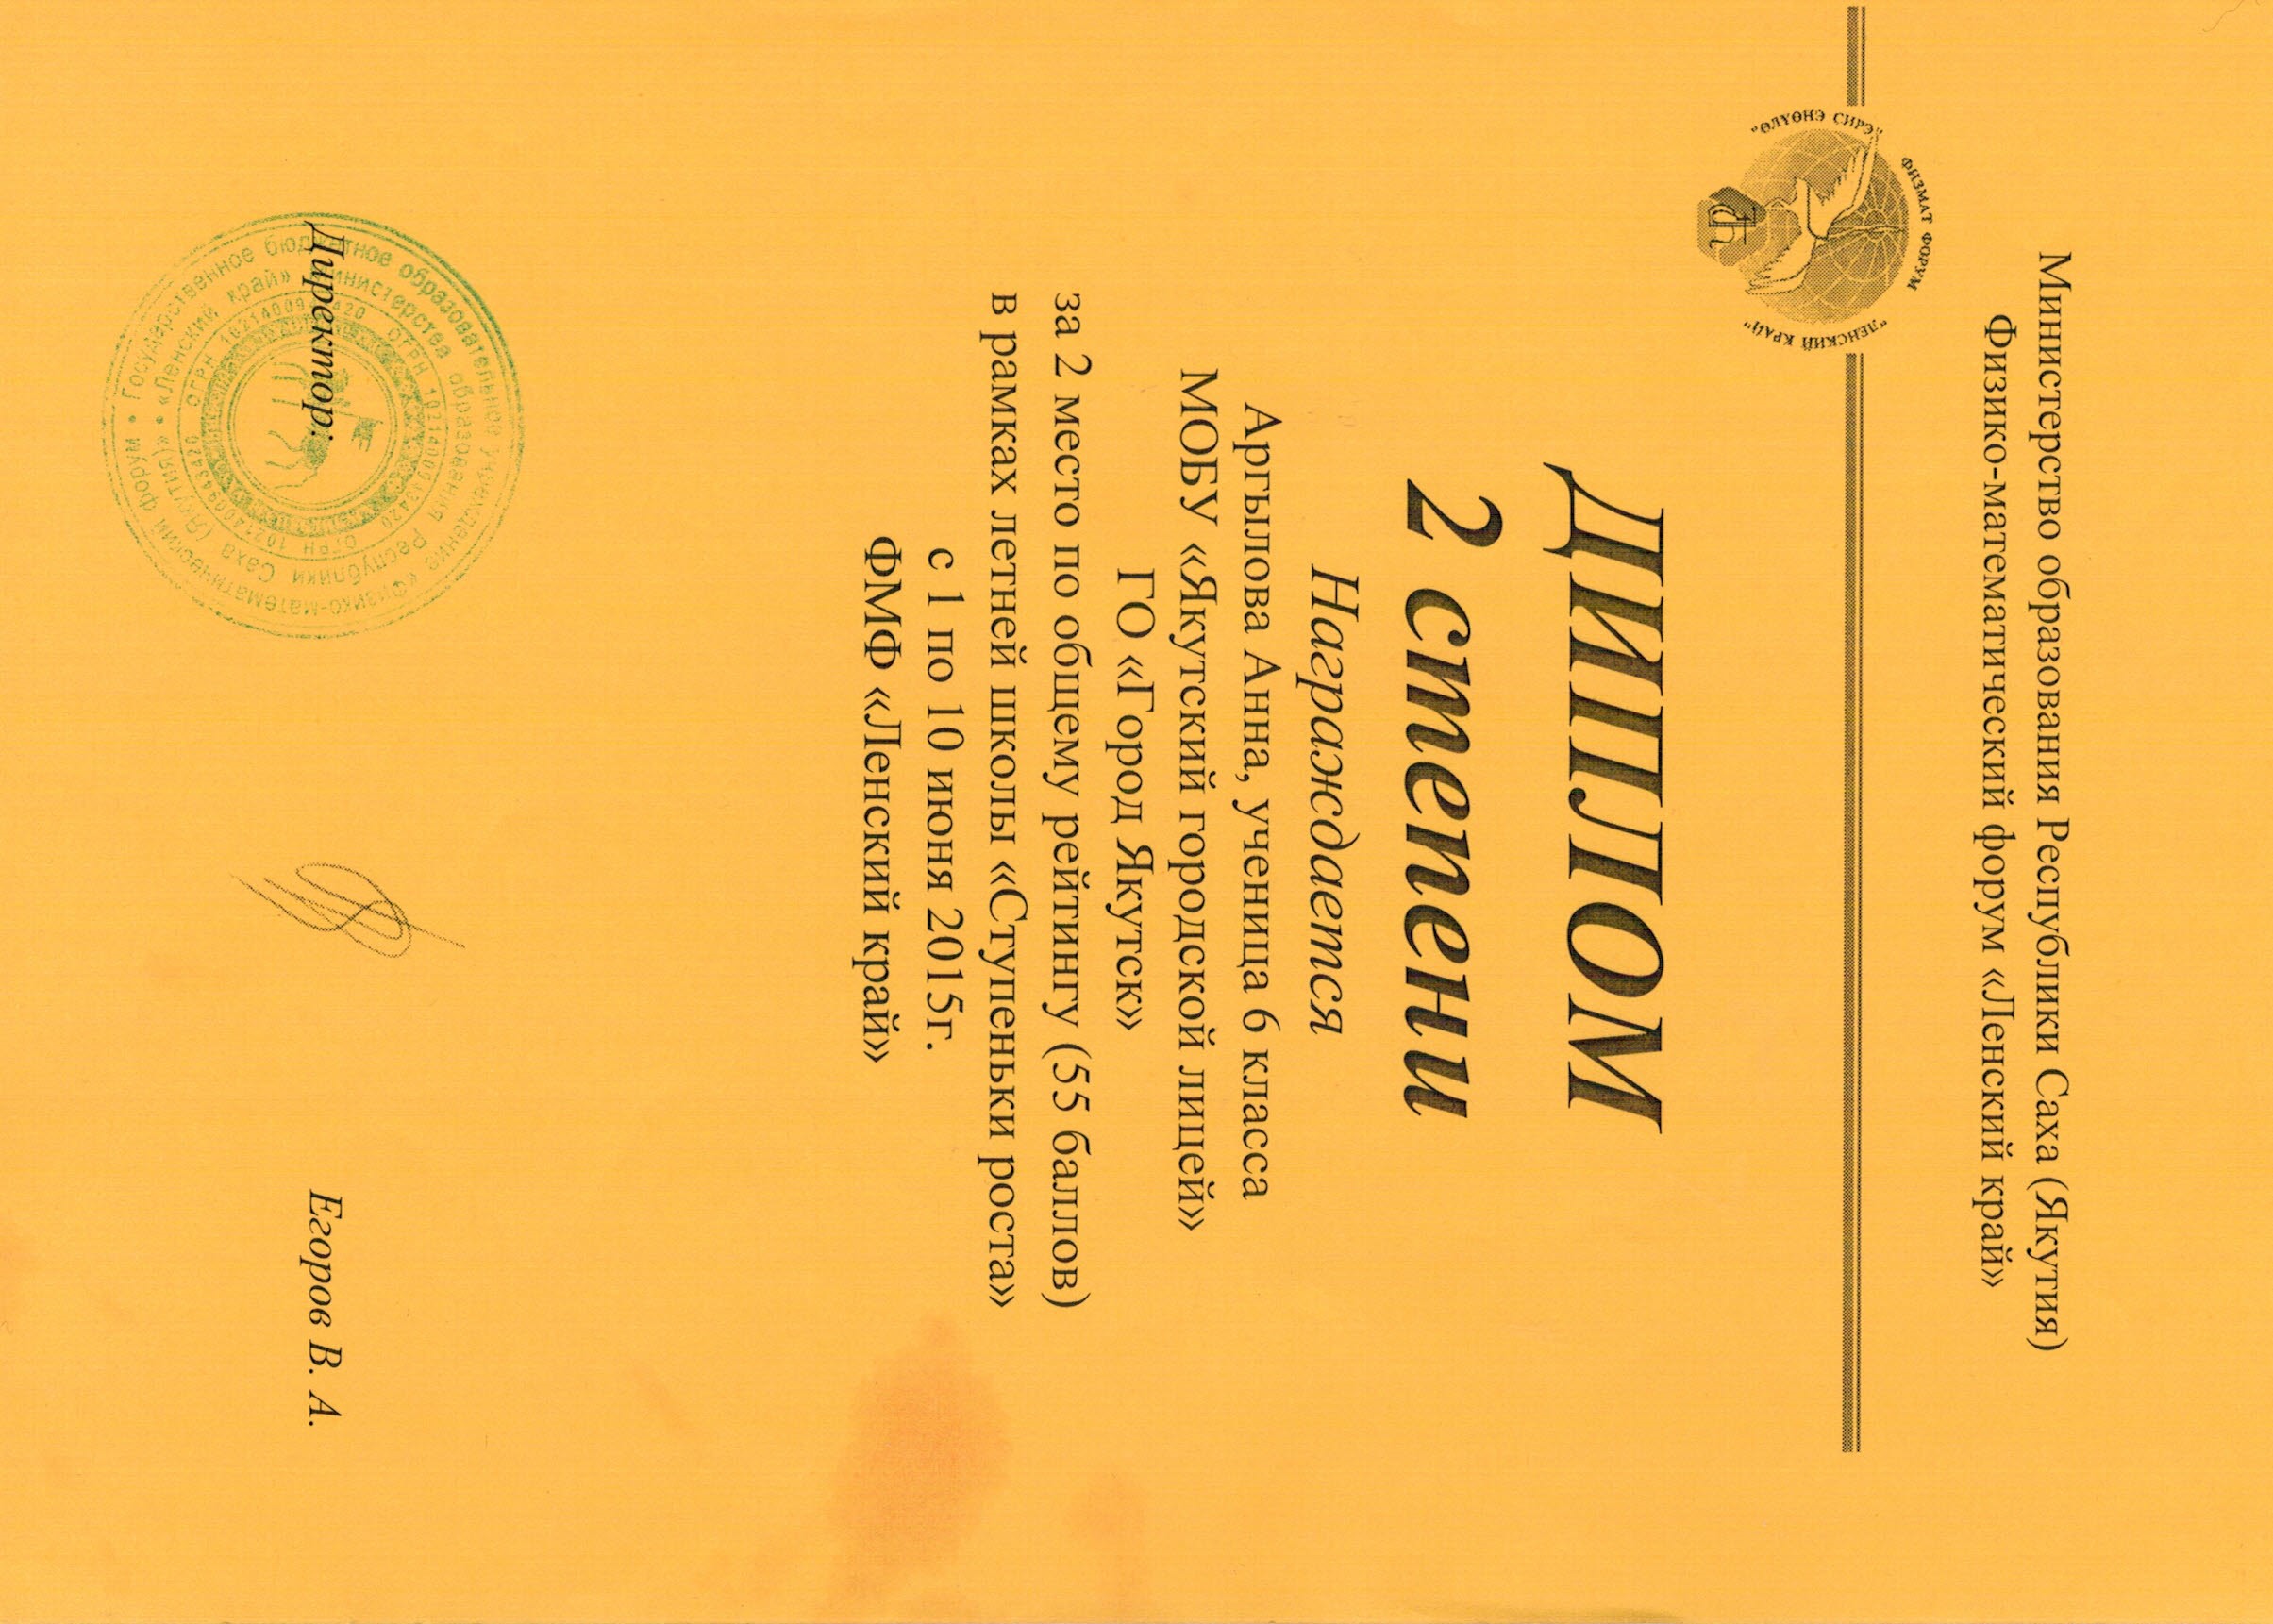 Министерство образования Республики Саха (Якутия)
Физико-математический форум «Ленский край»
ФИЗМАТ ФОРУМ
"ӨЛҮӨНЭ СИРЭ"
"ЛЕНСКИЙ КРАЙ"
ДИПЛОМ
2 степени
Награждается
Аргылова Анна, ученица 6 класса
МОБУ «Якутский городской лицей»
ГО «Город Якутск»
за 2 место по общему рейтингу (55 баллов)
в рамках летней школы «Ступеньки роста»
с 1 по 10 июня 2015г.
ФМФ «Ленский край»
Директор:
Егоров В. А.
Государственное бюджетное образовательное учреждение «Физико-математический форум
«Ленский край» Министерства образования Республики Саха (Якутия)»